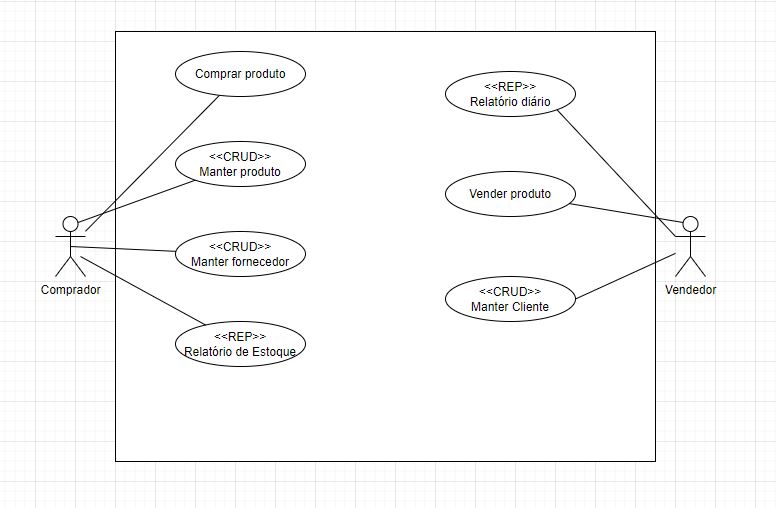 Comprar produto
<<CRUD>>
Manter produto
<<CRUD>>
Manter fornecedor
<<REP>>
Relatório de Estoque
Comprador
<<REP>>
Relatório diário
Vender produto
<<CRUD>>
Manter Cliente
Vendedor